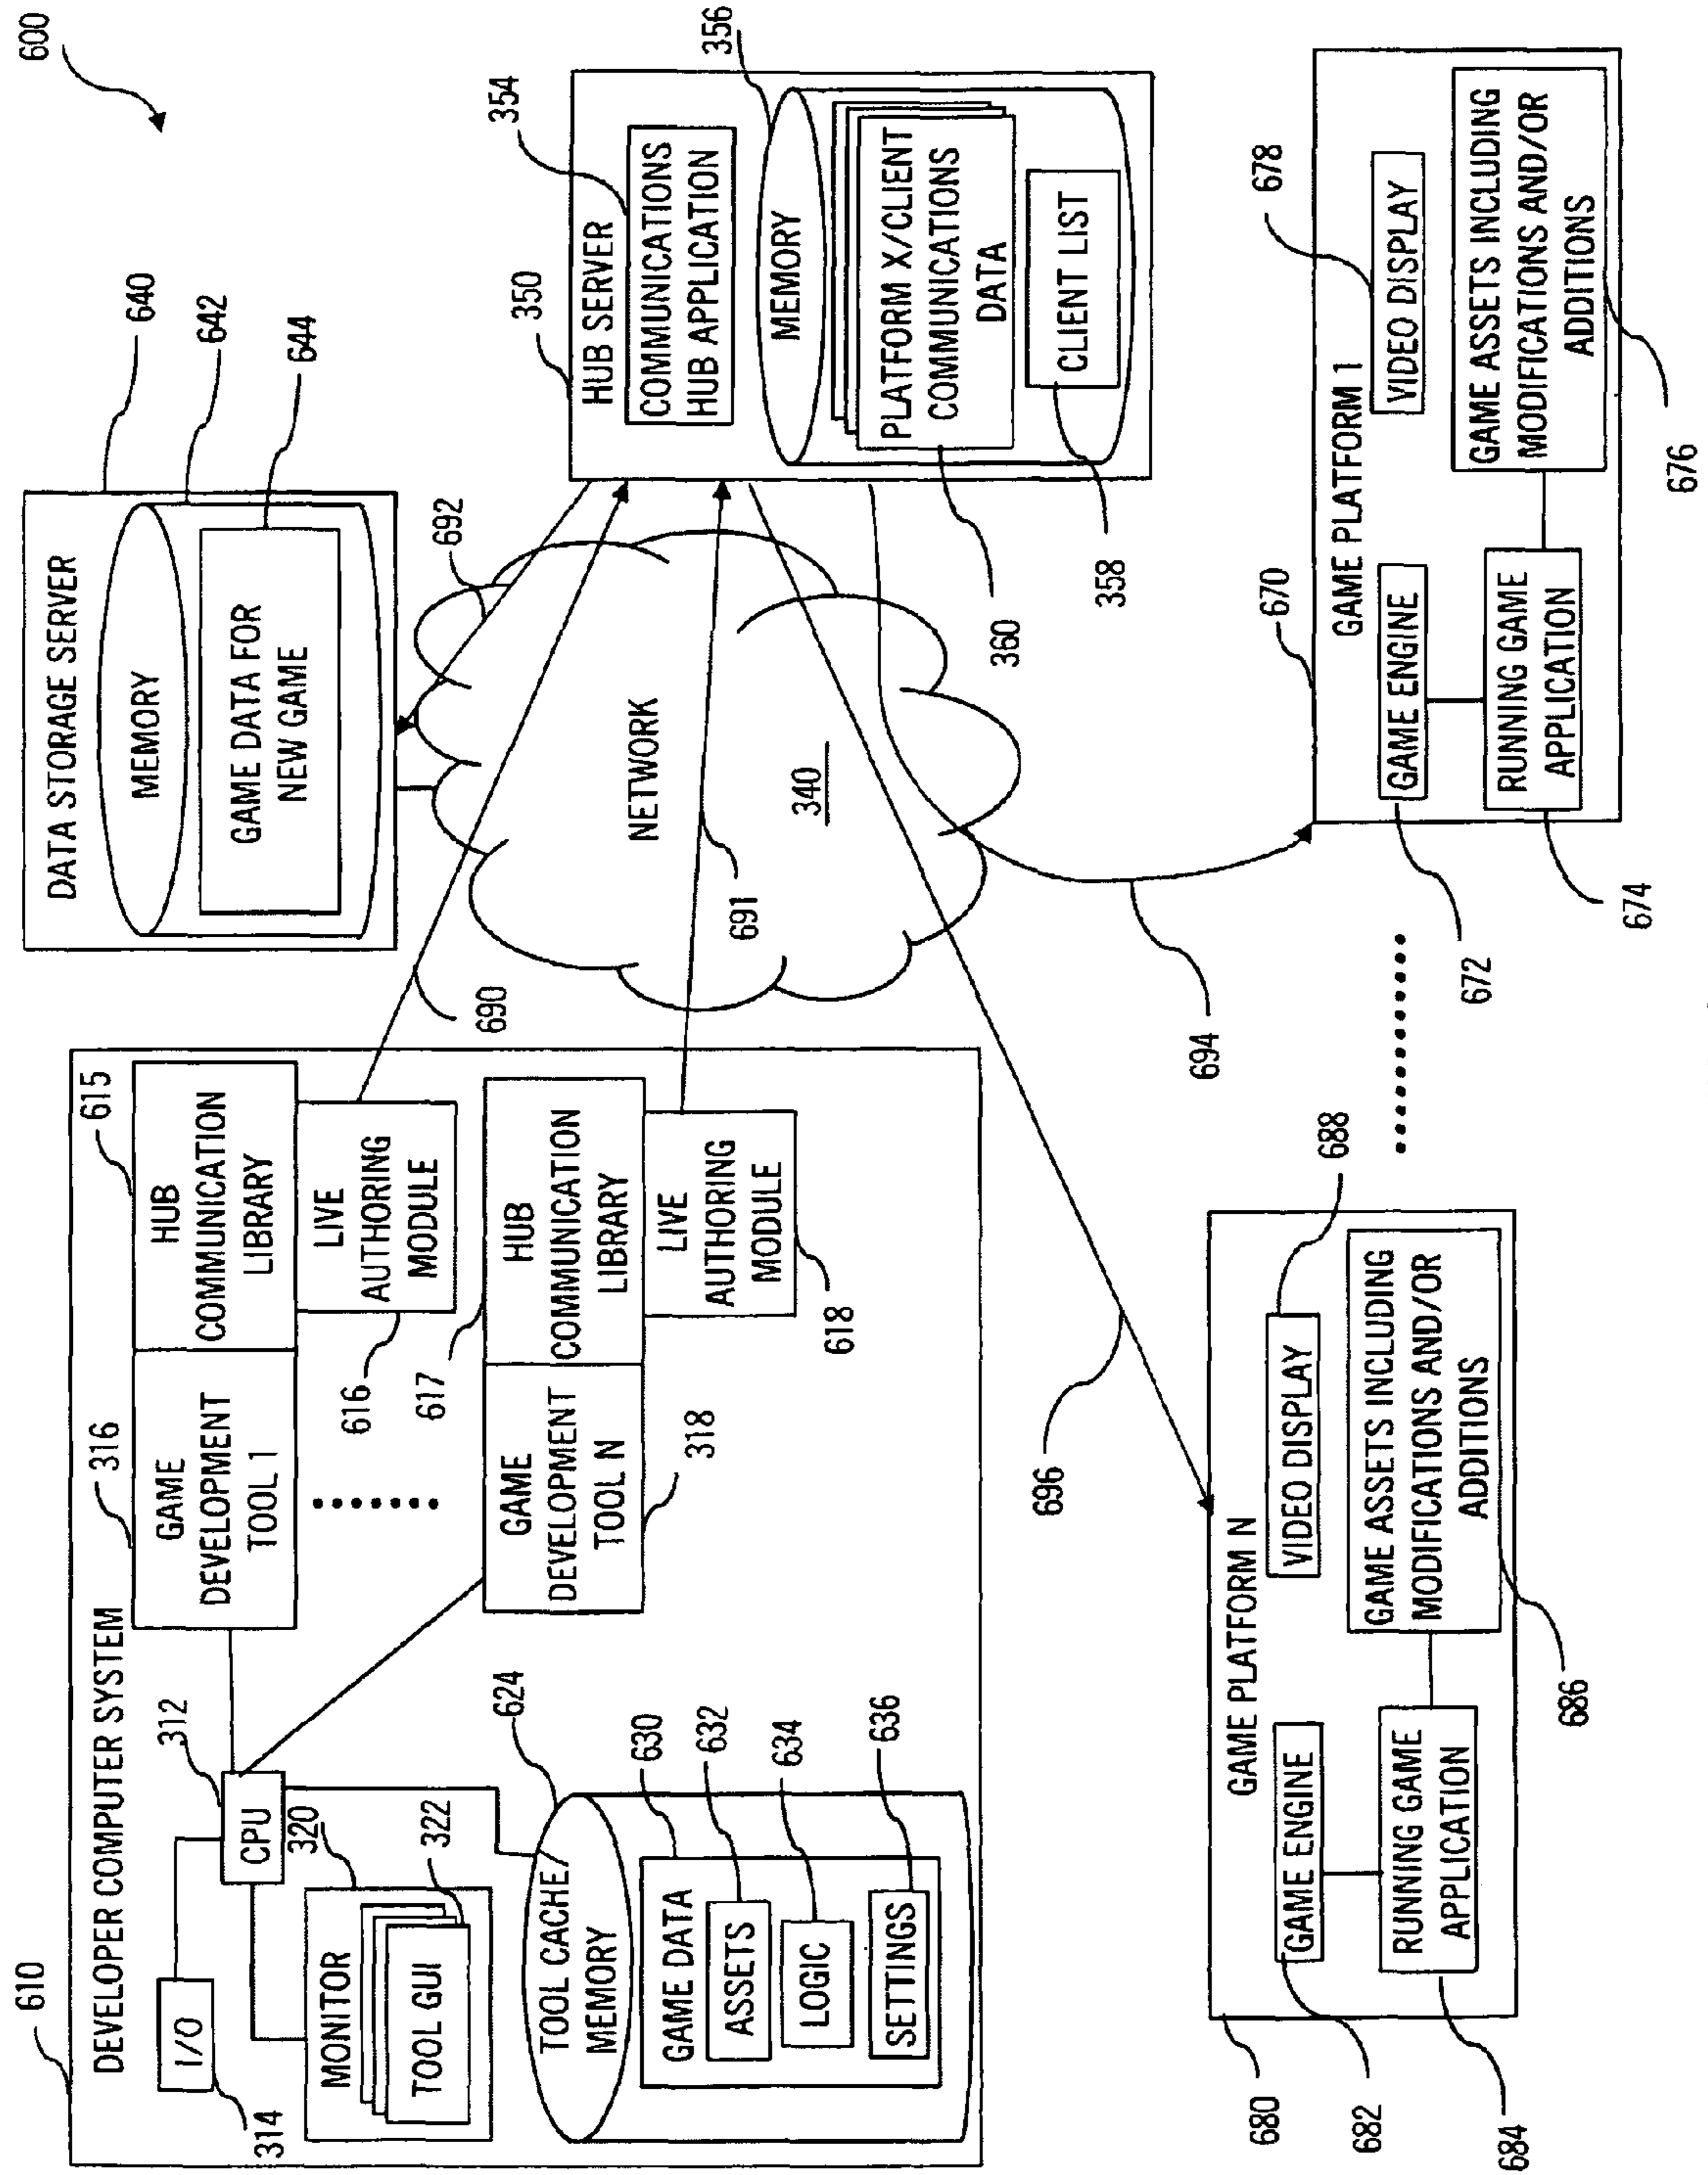 600
610
DEVELOPER COMPUTER SYSTEM
I/O
314
312
CPU
MONITOR
320
TOOL GUI
322
TOOL CACHE/
MEMORY
624
GAME DATA
630
ASSETS
632
LOGIC
634
SETTINGS
636
316
GAME
DEVELOPMENT
TOOL 1
615
HUB
COMMUNICATION
LIBRARY
LIVE
AUTHORING
MODULE
616
617
GAME
DEVELOPMENT
TOOL N
318
HUB
COMMUNICATION
LIBRARY
LIVE
AUTHORING
MODULE
618
DATA STORAGE SERVER
640
MEMORY
642
GAME DATA FOR
NEW GAME
644
690
692
NETWORK
691
340
350
HUB SERVER
COMMUNICATIONS
HUB APPLICATION
354
MEMORY
356
PLATFORM X/CLIENT
COMMUNICATIONS
DATA
360
CLIENT LIST
358
696
694
680
GAME PLATFORM N
GAME ENGINE
682
VIDEO DISPLAY
688
RUNNING GAME
APPLICATION
684
GAME ASSETS INCLUDING
MODIFICATIONS AND/OR
ADDITIONS
686
670
GAME PLATFORM 1
GAME ENGINE
672
VIDEO DISPLAY
678
RUNNING GAME
APPLICATION
674
GAME ASSETS INCLUDING
MODIFICATIONS AND/OR
ADDITIONS
676